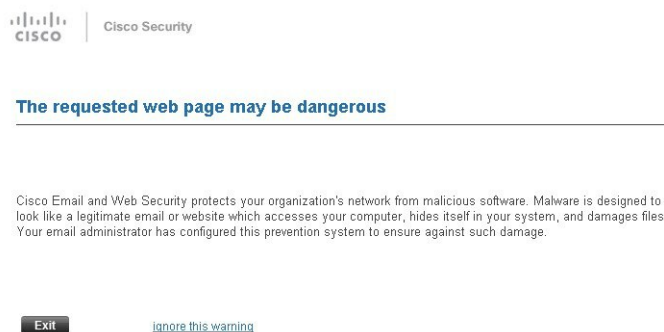 CISCO
Cisco Security
The requested web page may be dangerous
Cisco Email and Web Security protects your organization's network from malicious software. Malware is designed to
look like a legitimate email or website which accesses your computer, hides itself in your system, and damages files
Your email administrator has configured this prevention system to ensure against such damage.
Exit
ignore this warning